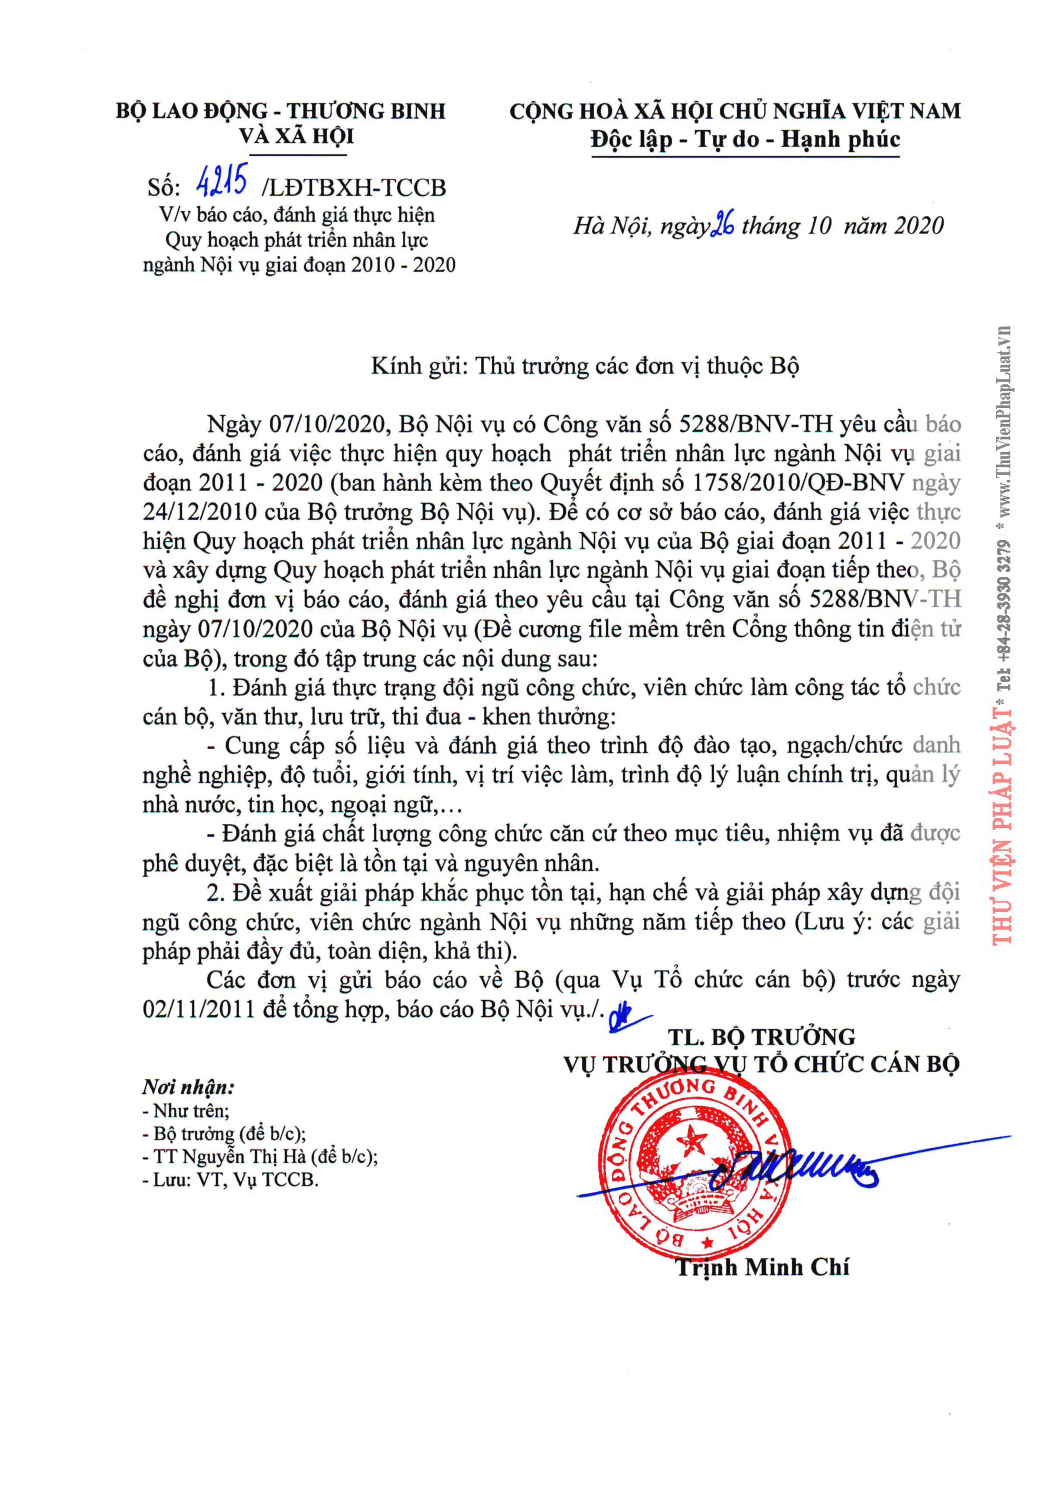 BỘ LAO ĐỘNG - THƯƠNG BINH
VÀ XÃ HỘI
CỘNG HOÀ XÃ HỘI CHỦ NGHĨA VIỆT NAM
Độc lập - Tự do - Hạnh phúc
Số: 4215 /LĐTBXH-TCCB
V/v báo cáo, đánh giá thực hiện
Quy hoạch phát triển nhân lực
ngành Nội vụ giai đoạn 2010 - 2020
Hà Nội, ngày 26 tháng 10 năm 2020
Kính gửi: Thủ trưởng các đơn vị thuộc Bộ
Ngày 07/10/2020, Bộ Nội vụ có Công văn số 5288/BNV-TH yêu cầu báo
cáo, đánh giá việc thực hiện quy hoạch phát triển nhân lực ngành Nội vụ giai
đoạn 2011 - 2020 (ban hành kèm theo Quyết định số 1758/2010/QĐ-BNV ngày
24/12/2010 của Bộ trưởng Bộ Nội vụ). Để có cơ sở báo cáo, đánh giá việc thực
hiện Quy hoạch phát triển nhân lực ngành Nội vụ của Bộ giai đoạn 2011 - 2020
và xây dựng Quy hoạch phát triển nhân lực ngành Nội vụ giai đoạn tiếp theo, Bộ
đề nghị đơn vị báo cáo, đánh giá theo yêu cầu tại Công văn số 5288/BNV-TH
ngày 07/10/2020 của Bộ Nội vụ (Đề cương file mềm trên Cổng thông tin điện tử
của Bộ), trong đó tập trung các nội dung sau:
1. Đánh giá thực trạng đội ngũ công chức, viên chức làm công tác tổ chức
cán bộ, văn thư, lưu trữ, thi đua - khen thưởng:
- Cung cấp số liệu và đánh giá theo trình độ đào tạo, ngạch/chức danh
nghề nghiệp, độ tuổi, giới tính, vị trí việc làm, trình độ lý luận chính trị, quản lý
nhà nước, tin học, ngoại ngữ,...
- Đánh giá chất lượng công chức căn cứ theo mục tiêu, nhiệm vụ đã được
phê duyệt, đặc biệt là tồn tại và nguyên nhân.
2. Đề xuất giải pháp khắc phục tồn tại, hạn chế và giải pháp xây dựng đội
ngũ công chức, viên chức ngành Nội vụ những năm tiếp theo (Lưu ý: các giải
pháp phải đầy đủ, toàn diện, khả thi).
Các đơn vị gửi báo cáo về Bộ (qua Vụ Tổ chức cán bộ) trước ngày
02/11/2011 để tổng hợp, báo cáo Bộ Nội vụ./.
TL. BỘ TRƯỞNG
VỤ TRƯỞNG VỤ TỔ CHỨC CÁN BỘ
Nơi nhận:
- Như trên;
- Bộ trưởng (để b/c);
- TT Nguyễn Thị Hà (để b/c);
- Lưu: VT, Vụ TCCB.
BỘ LAO ĐỘNG THƯƠNG BINH VÀ XÃ HỘI
Trịnh Minh Chí
THƯ VIỆN PHÁP LUẬT * Tel: +84-28-3930 3279 * www.ThuVienPhapLuat.vn